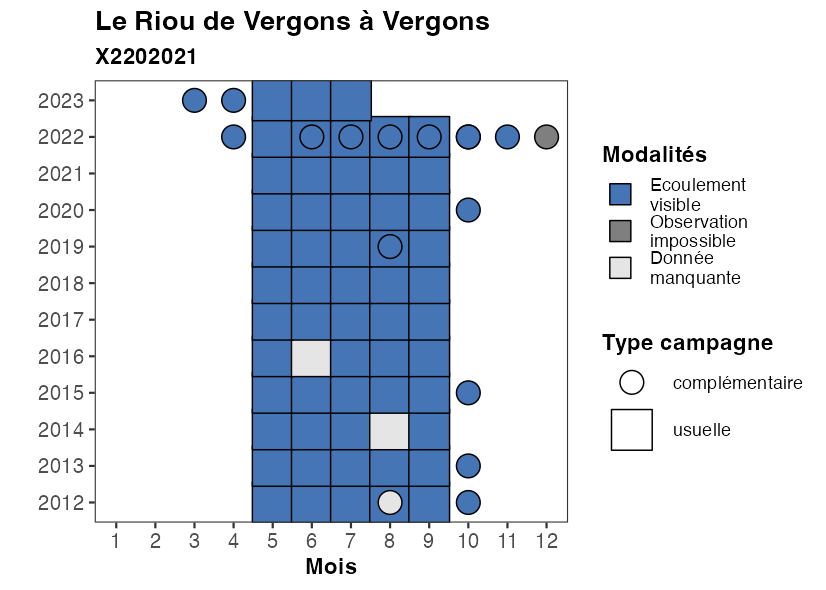 Le Riou de Vergons à Vergons
X2202021
2023
2022
2021
2020
2019
2018
2017
2016
2015
2014
2013
2012
1 2 3 4 5 6 7 8 9 10 11 12
Mois
Modalités
Ecoulement
visible
Observation
impossible
Donnée
manquante
Type campagne
complémentaire
usuelle